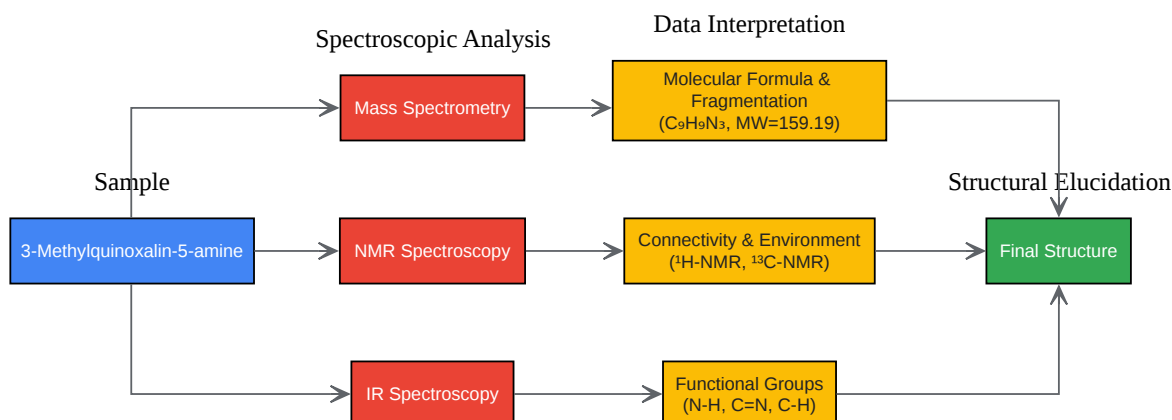 Spectroscopic Analysis
Data Interpretation
Mass Spectrometry
Molecular Formula &
Fragmentation
(C₉H₉N₃, MW=159.19)
Sample
Structural Elucidation
3-Methylquinoxalin-5-amine
NMR Spectroscopy
Connectivity & Environment
(¹H-NMR, ¹³C-NMR)
Final Structure
IR Spectroscopy
Functional Groups
(N-H, C=N, C-H)